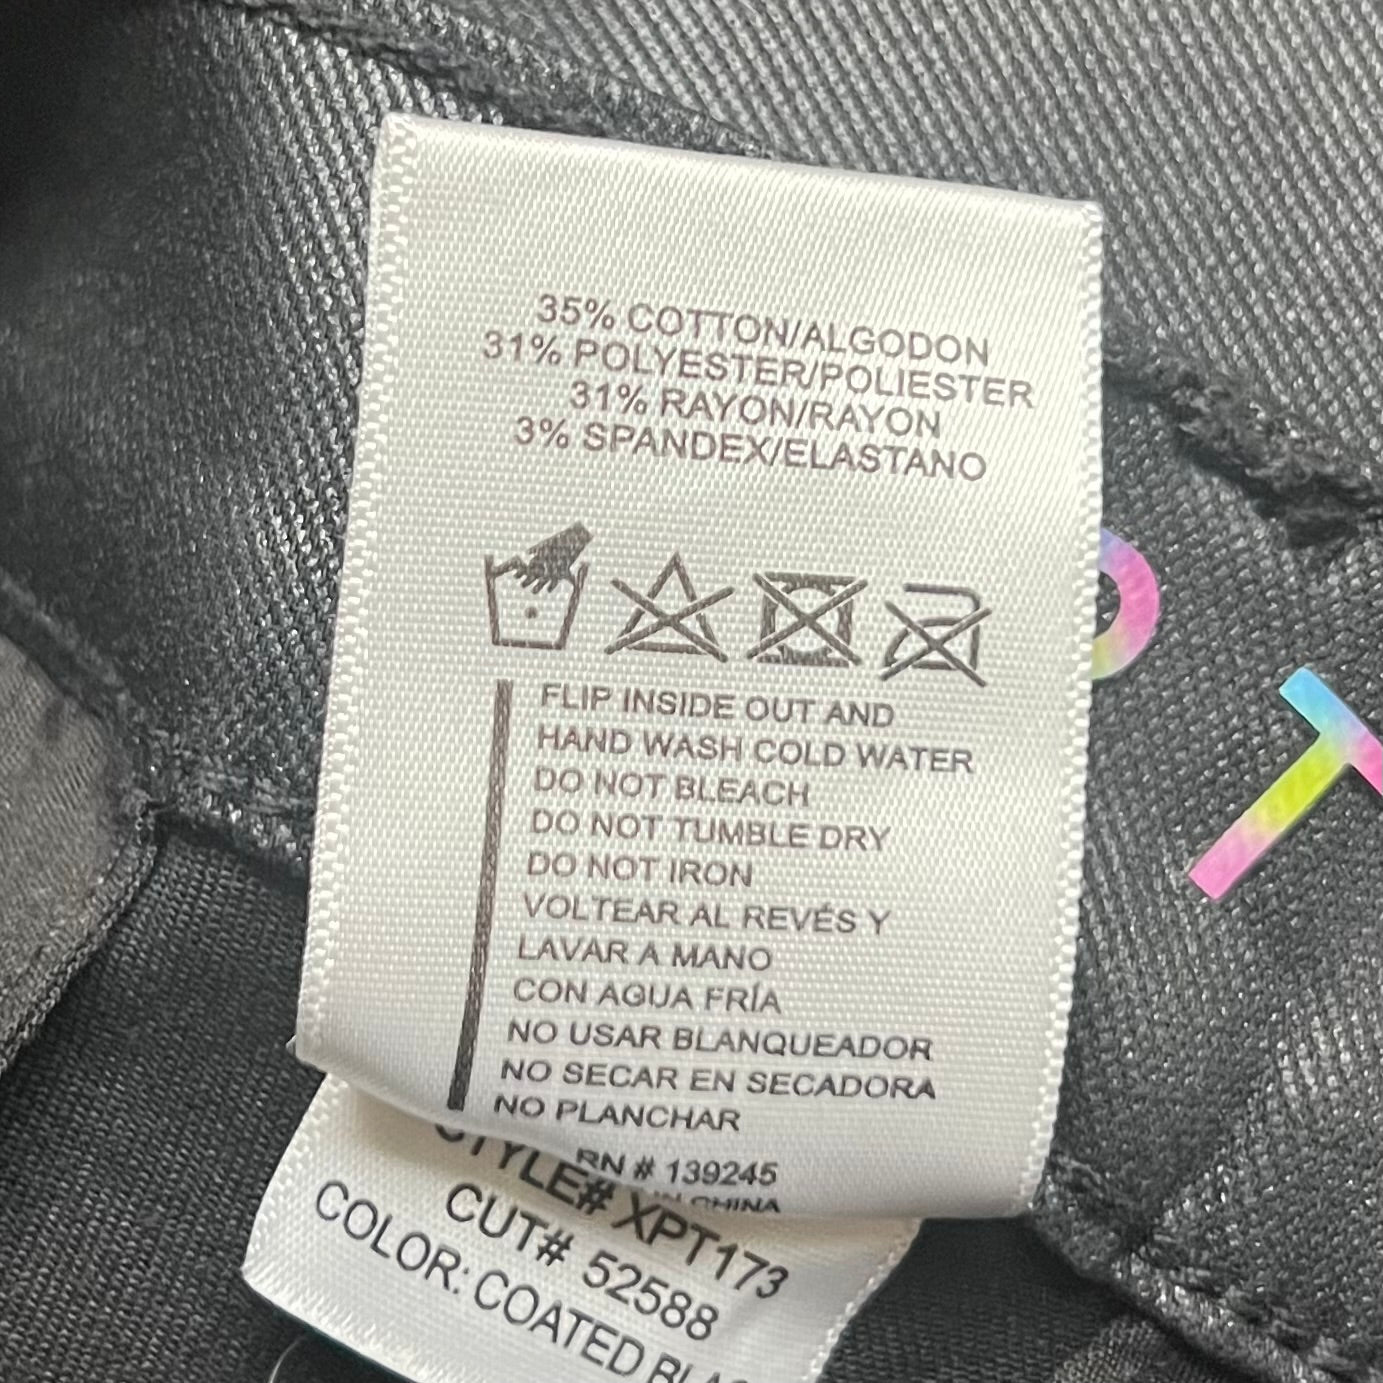 35% COTTON/ALGODON
31% POLYESTER/POLIESTER
31% RAYON/RAYON
3% SPANDEX/ELASTANO
FLIP INSIDE OUT AND
HAND WASH COLD WATER
DO NOT BLEACH
DO NOT TUMBLE DRY
DO NOT IRON
VOLTEAR AL REVÉS Y
LAVAR A MANO
CON AGUA FRÍA
NO USAR BLANQUEADOR
NO SECAR EN SECADORA
NO PLANCHAR
RN # 139245
IN CHINA
STYLE# XPT173
CUT# 52588
COLOR: COATED
T